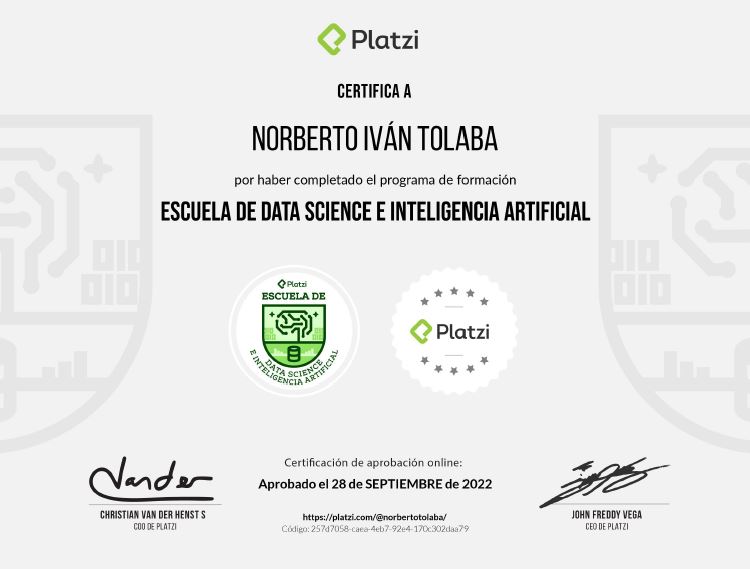 Platzi
CERTIFICA A
NORBERTO IVÁN TOLABA
por haber completado el programa de formación
ESCUELA DE DATA SCIENCE E INTELIGENCIA ARTIFICIAL
Platzi
ESCUELA DE
DATA SCIENCE
E INTELIGENCIA ARTIFICIAL
Platzi
Vander
CHRISTIAN VAN DER HENST S
COO DE PLATZI
Certificación de aprobación online:
Aprobado el 28 de SEPTIEMBRE de 2022
https://platzi.com/@norbertotolaba/
Código: 257d7058-caea-4eb7-92e4-170c302daa79
JOHN FREDDY VEGA
CEO DE PLATZI